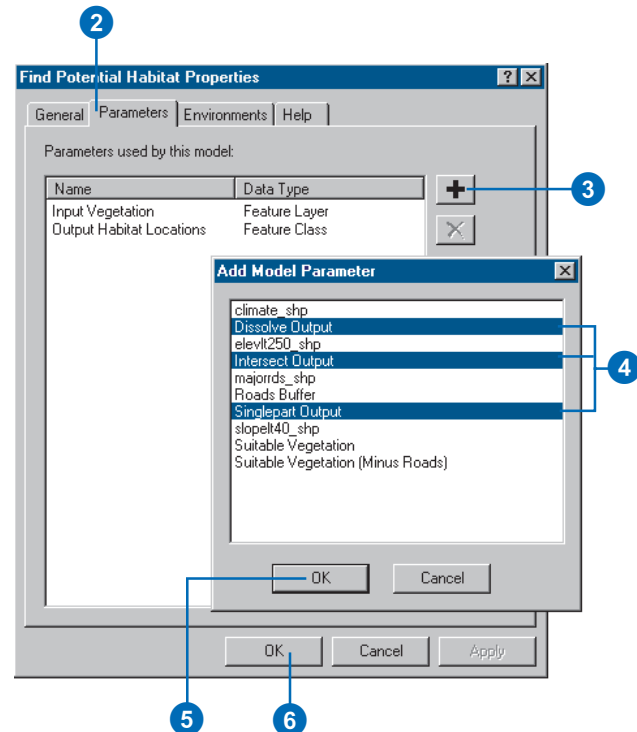 2
Find Potential Habitat Properties
? X
General Parameters Environments Help
Parameters used by this model:
Name Data Type
Input Vegetation Feature Layer
Output Habitat Locations Feature Class
3
Add Model Parameter
climate_shp
Dissolve Output
elevlt250_shp
Intersect Output
majorrds_shp
Roads Buffer
Singlepart Output
slopelt40_shp
Suitable Vegetation
Suitable Vegetation (Minus Roads)
4
OK Cancel
OK Cancel Apply
5 6